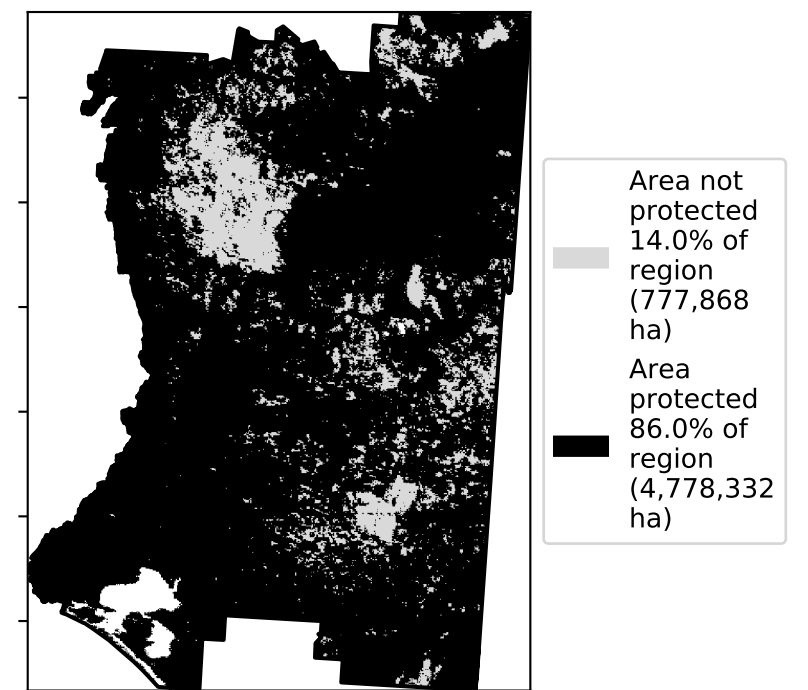 Area not
protected
14.0% of
region
(777,868
ha)
Area
protected
86.0% of
region
(4,778,332
ha)